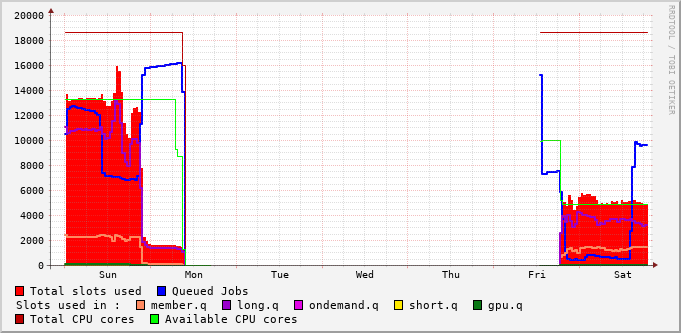 20000
18000
16000
14000
12000
10000
8000
6000
4000
2000
0
Sun Mon Tue Wed Thu Fri Sat
RRDTOOL / TOBI OETIKER
Total slots used Queued Jobs
Slots used in : member.q long.q ondemand.q short.q gpu.q
Total CPU cores Available CPU cores